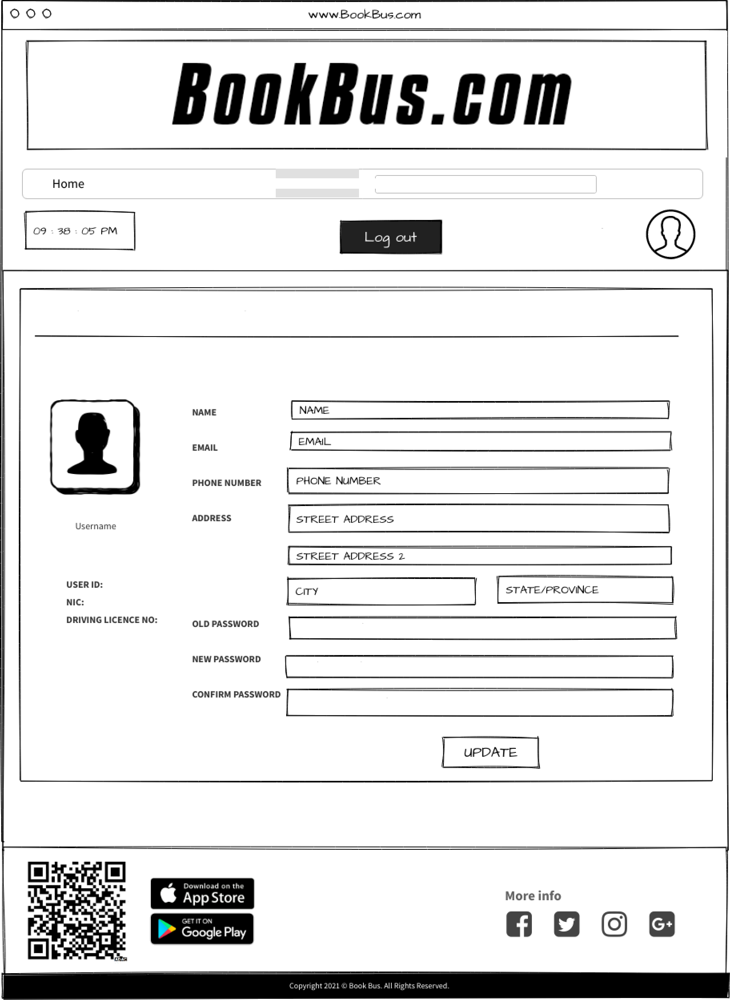 www.BookBus.com
BookBus.com
Home
09 : 38 : 05 PM
Log out
NAME
NAME
EMAIL
EMAIL
PHONE NUMBER
PHONE NUMBER
ADDRESS
STREET ADDRESS
Username
STREET ADDRESS 2
USER ID:
CITY
STATE/PROVINCE
NIC:
DRIVING LICENCE NO:
OLD PASSWORD
NEW PASSWORD
CONFIRM PASSWORD
UPDATE
Download on the
App Store
GET IT ON
Google Play
More info
G+
Copyright 2021 © Book Bus. All Rights Reserved.